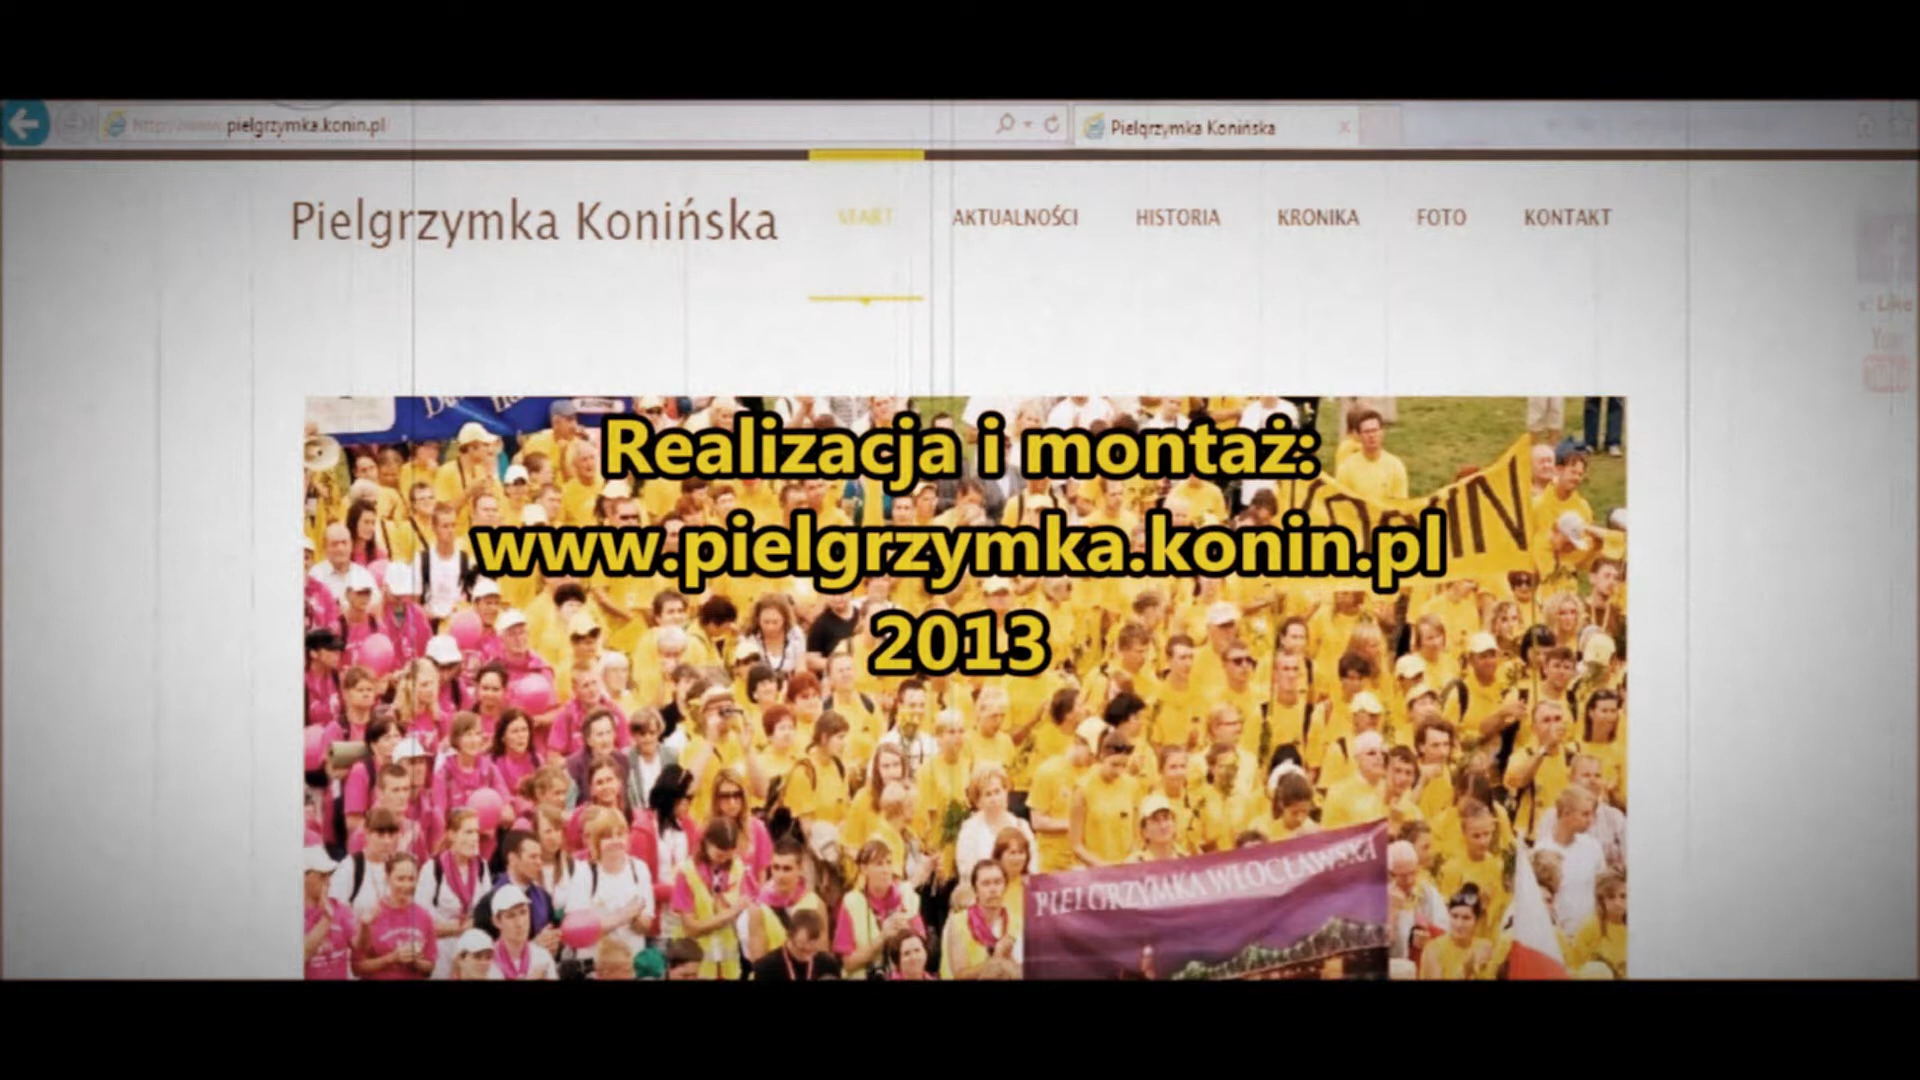 pielgrzymka.konin.pl
Pielgrzymka Konińska
Pielgrzymka Konińska
START
AKTUALNOŚCI
HISTORIA
KRONIKA
FOTO
KONTAKT
Like
Realizacja i montaż:
www.pielgrzymka.konin.pl
2013
PIELGRZYMKA WŁOCŁAWSKA